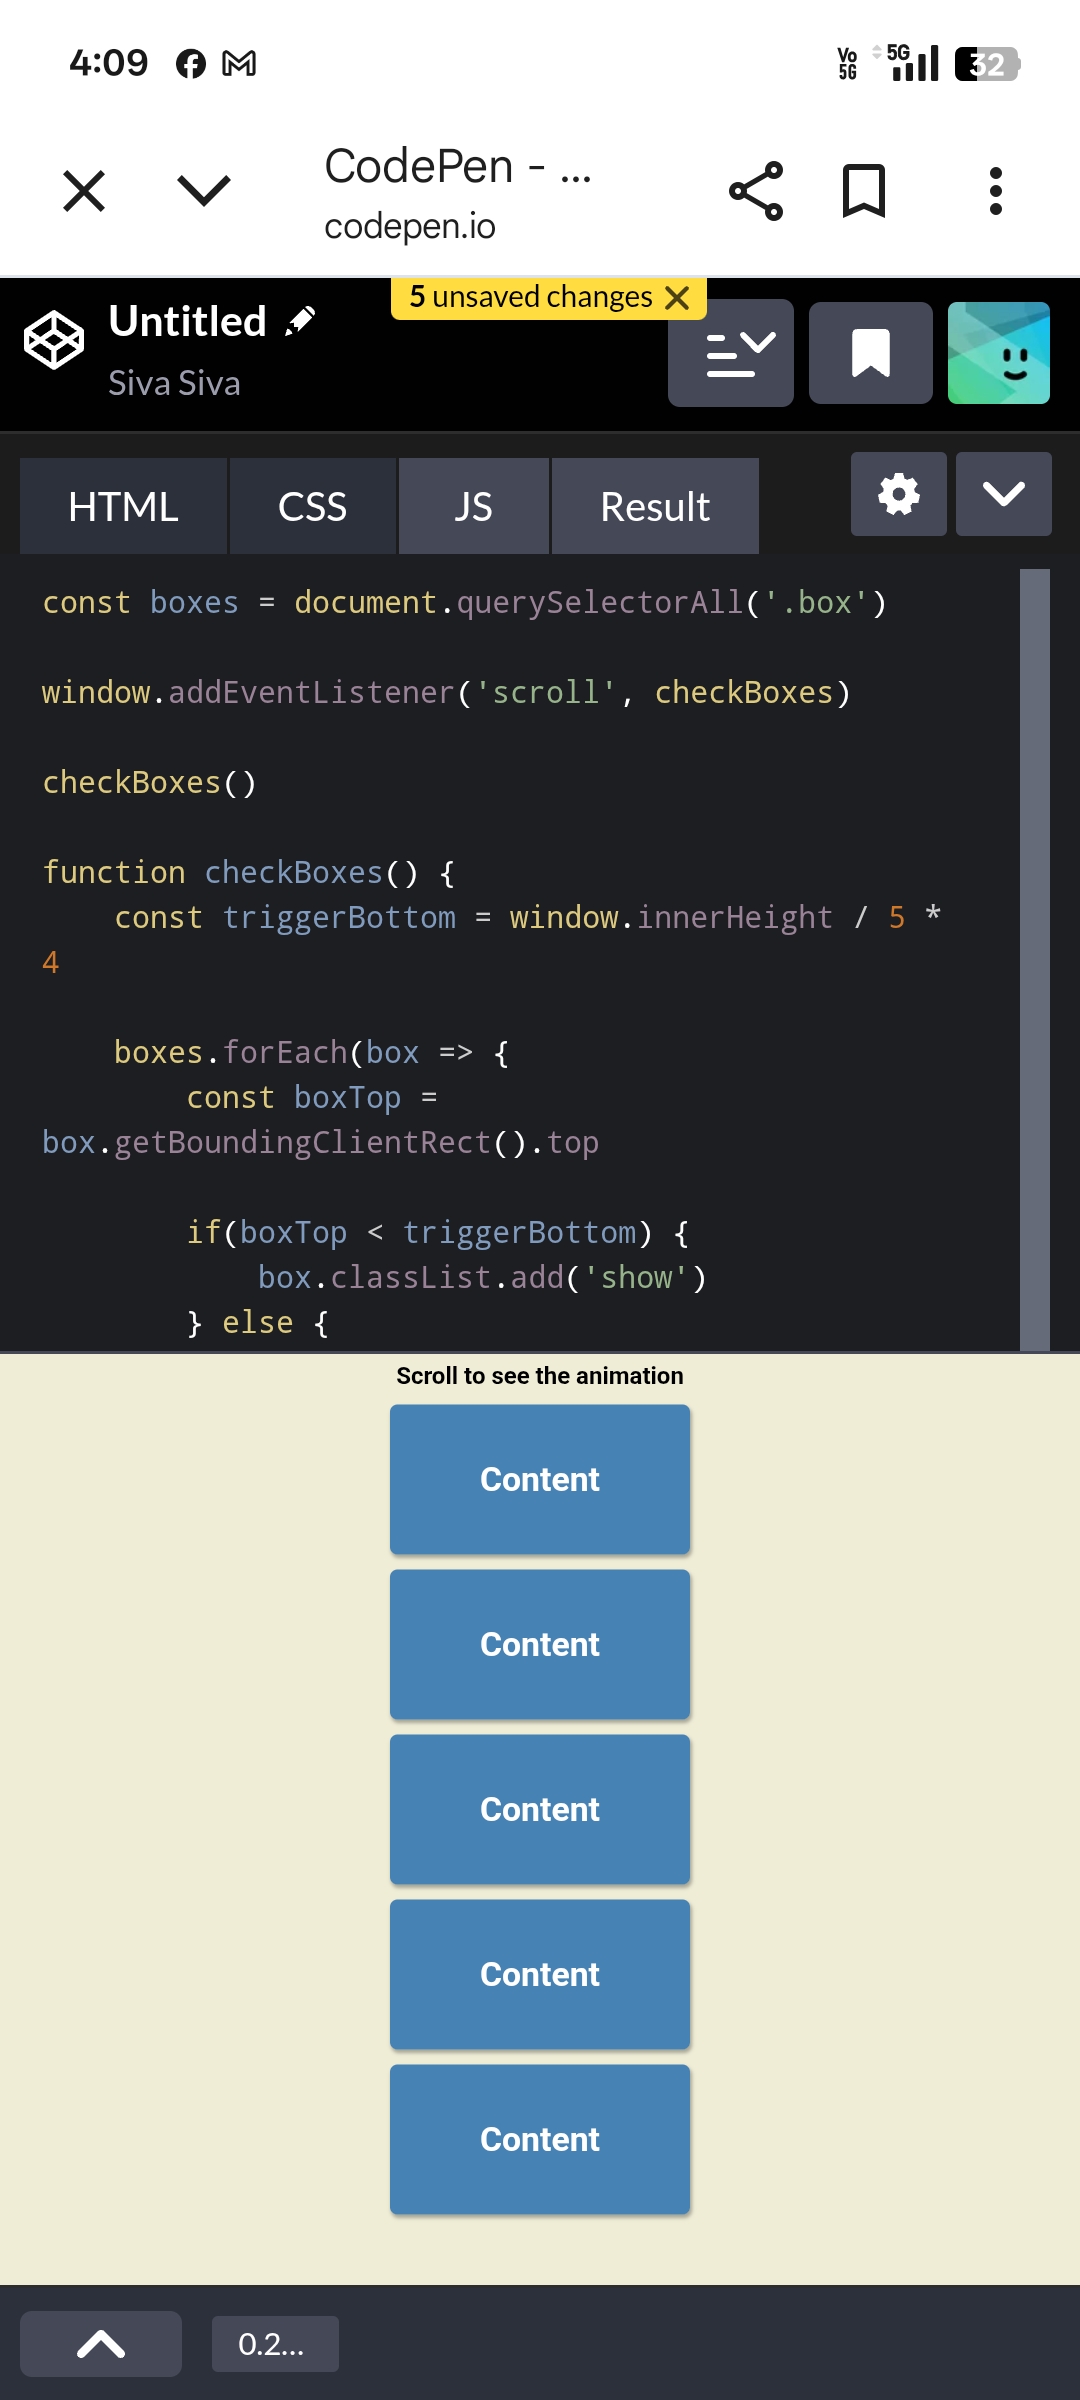 4:09
Vo 5G 5G 32
CodePen - ...
codepen.io
5 unsaved changes
Untitled
Siva Siva
HTML CSS JS Result
const boxes = document.querySelectorAll('.box')
window.addEventListener('scroll', checkBoxes)
checkBoxes()
function checkBoxes() {
    const triggerBottom = window.innerHeight / 5 *
4
    boxes.forEach(box => {
        const boxTop =
box.getBoundingClientRect().top
        if(boxTop < triggerBottom) {
            box.classList.add('show')
        } else {
Scroll to see the animation
Content
Content
Content
Content
Content
0.2...